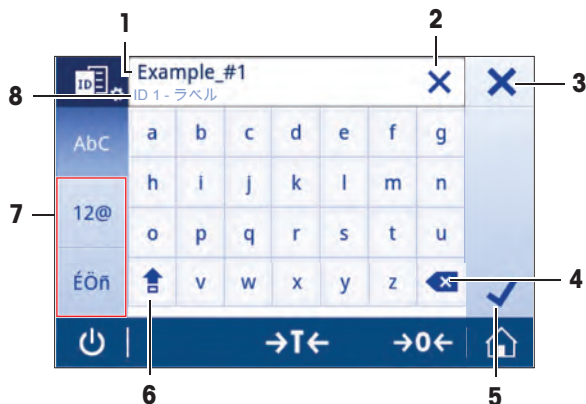 1
2
ID
Example_#1
3
8
ID 1 - ラベル
AbC
a b c d e f g
h i j k l m n
7
12@
o p q r s t u
ÉÖñ
v w x y z
4
→T← →0←
6
5